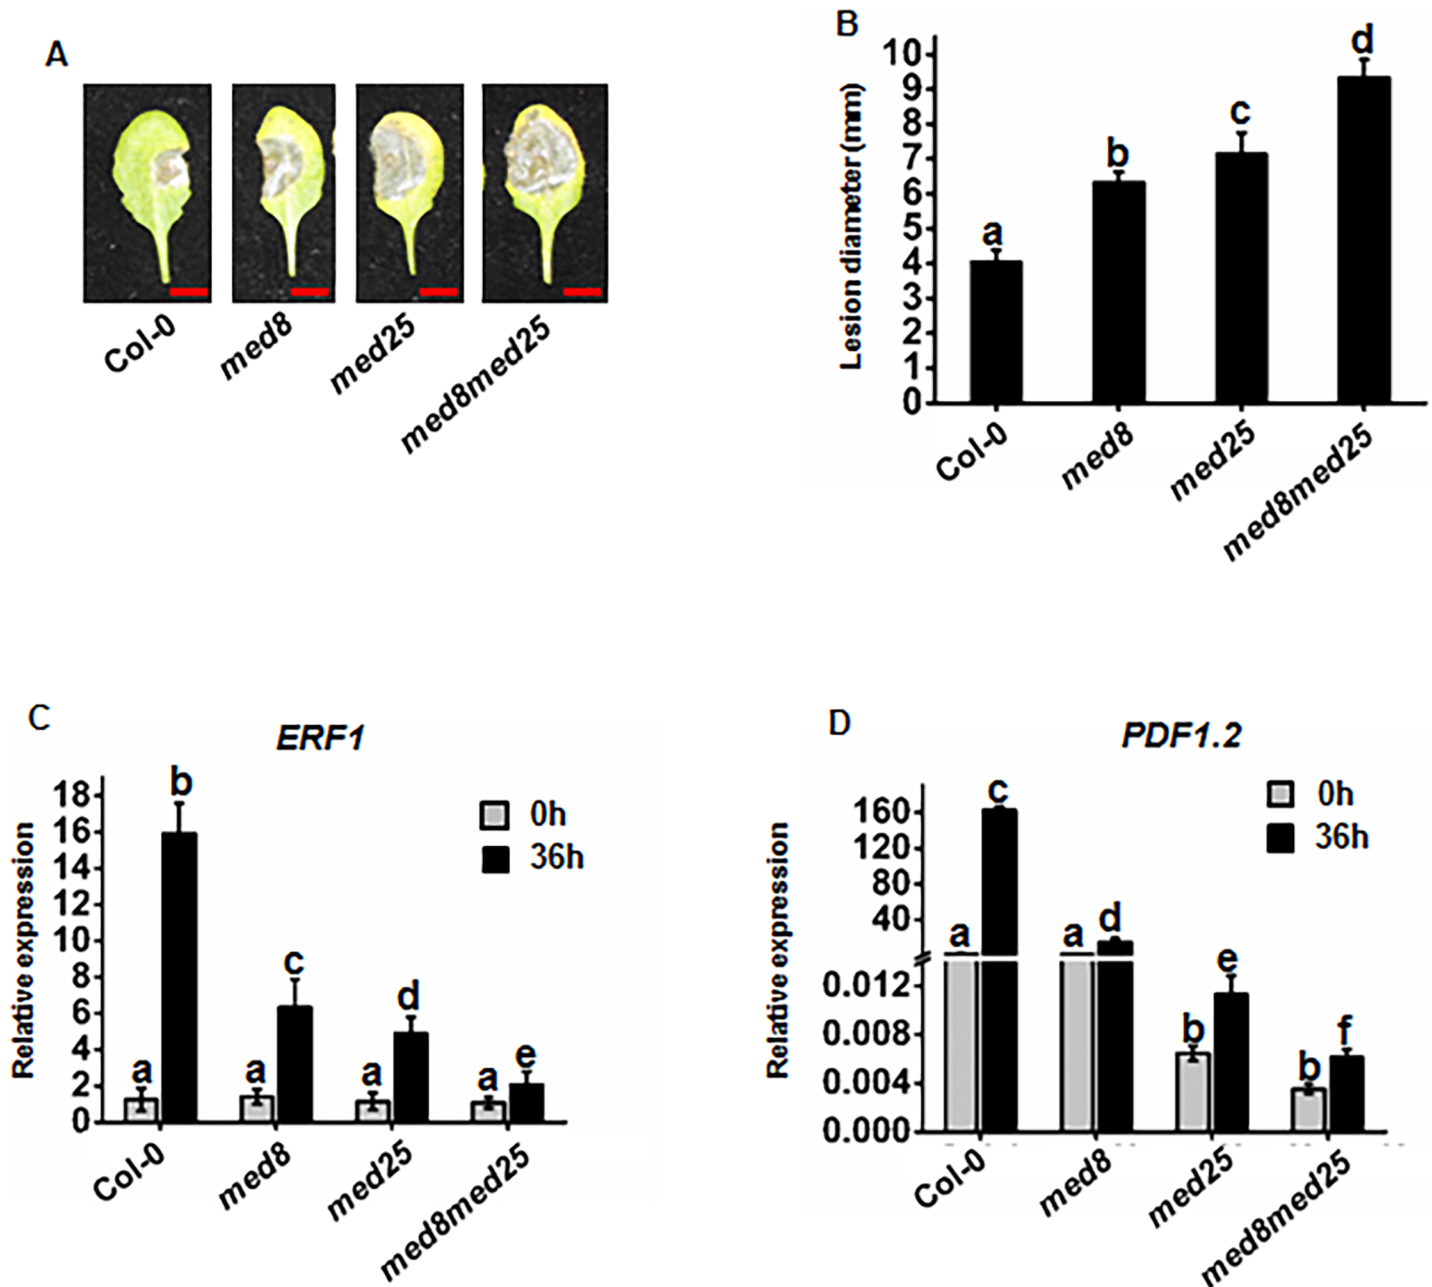 A
Col-0
med8
med25
med8med25
B
Lesion diameter (mm)
10
9
8
7
6
5
4
3
2
1
0
a
b
c
d
Col-0
med8
med25
med8med25
C
ERF1
Relative expression
18
16
14
12
10
8
6
4
2
0
a
b
a
c
a
d
a
e
0h
36h
Col-0
med8
med25
med8med25
D
PDF1.2
Relative expression
160
120
80
40
0.012
0.008
0.004
0.000
a
c
a
d
b
e
b
f
0h
36h
Col-0
med8
med25
med8med25